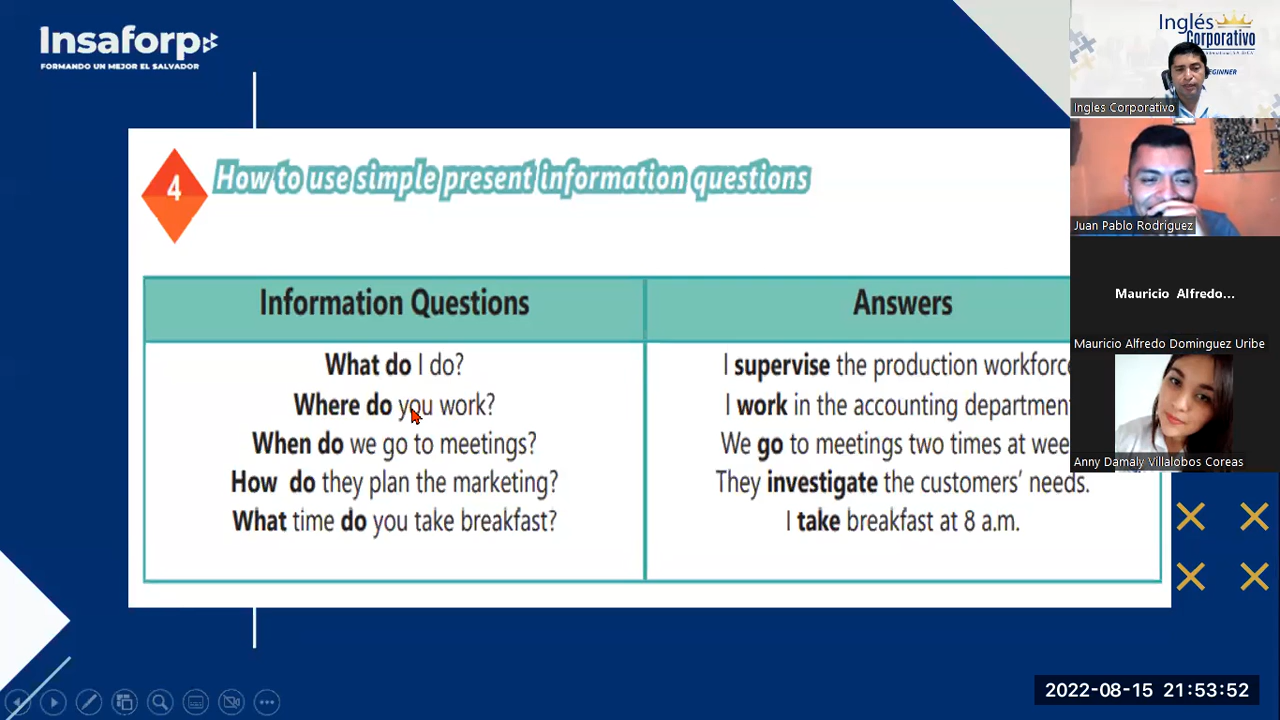 Insaforp
FORMANDO UN MEJOR EL SALVADOR
4
How to use simple present information questions
Information Questions
Answers
What do I do?
I supervise the production workforce
Where do you work?
I work in the accounting department
When do we go to meetings?
We go to meetings two times at wee
How do they plan the marketing?
They investigate the customers' needs.
What time do you take breakfast?
I take breakfast at 8 a.m.
Inglés
Corporativo
Ingles Corporativo
Juan Pablo Rodríguez
Mauricio Alfredo...
Mauricio Alfredo Dominguez Uribe
Anny Damaly Villalobos Coreas
2022-08-15 21:53:52